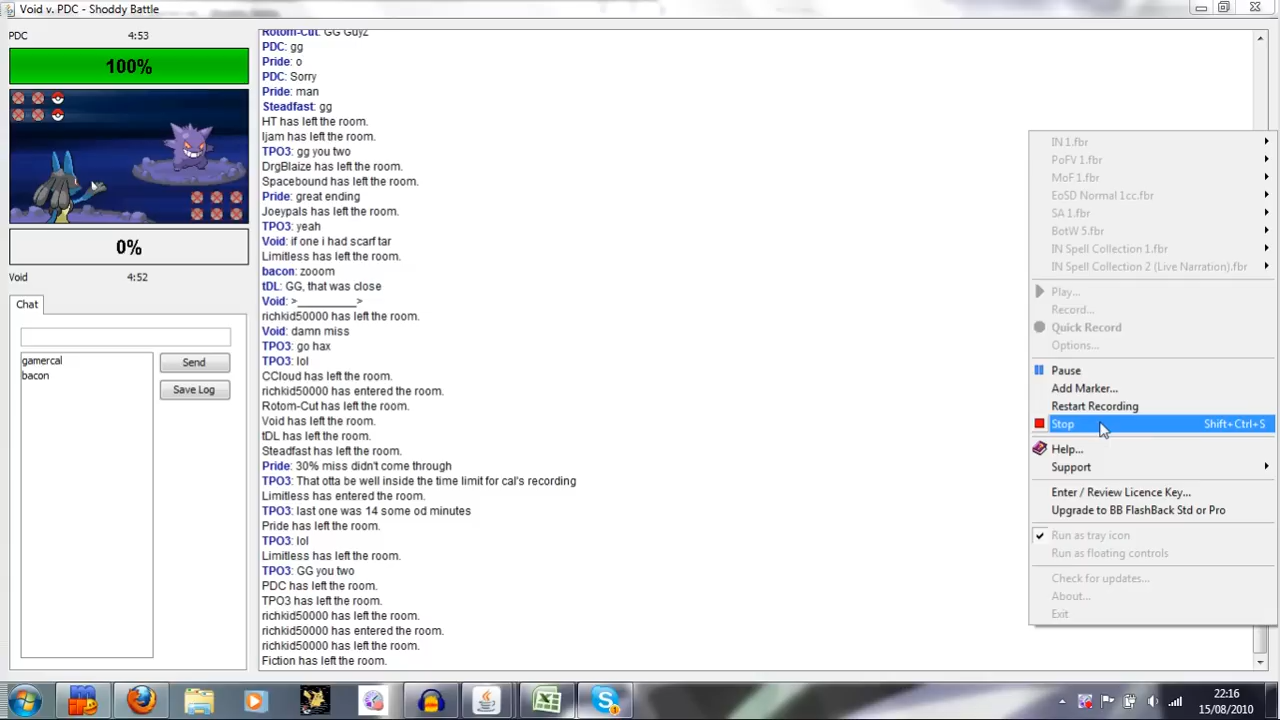 Void v. PDC - Shoddy Battle
PDC 4:53
100%
0%
Void 4:52
Chat
gamercal
bacon
Send
Save Log
Rotom-Cut: GG Guyz
PDC: gg
Pride: o
PDC: Sorry
Pride: man
Steadfast: gg
HT has left the room.
Ijam has left the room.
TPO3: gg you two
DrgBlaize has left the room.
Spacebound has left the room.
Pride: great ending
Joeypals has left the room.
TPO3: yeah
Void: if one i had scarf tar
Limitless has left the room.
bacon: zooom
tDL: GG, that was close
Void: >__________>
richkid50000 has left the room.
Void: damn miss
TPO3: go hax
TPO3: lol
CCloud has left the room.
richkid50000 has entered the room.
Rotom-Cut has left the room.
Void has left the room.
tDL has left the room.
Steadfast has left the room.
Pride: 30% miss didn't come through
TPO3: That otta be well inside the time limit for cal's recording
Limitless has entered the room.
TPO3: last one was 14 some od minutes
Pride has left the room.
TPO3: lol
Limitless has left the room.
TPO3: GG you two
PDC has left the room.
TPO3 has left the room.
richkid50000 has left the room.
richkid50000 has entered the room.
richkid50000 has left the room.
Fiction has left the room.
IN 1.fbr
PoFV 1.fbr
MoF 1.fbr
EoSD Normal 1cc.fbr
SA 1.fbr
BotW 5.fbr
IN Spell Collection 1.fbr
IN Spell Collection 2 (Live Narration).fbr
Play...
Record...
Quick Record
Options...
Pause
Add Marker...
Restart Recording
Stop Shift+Ctrl+S
Help...
Support
Enter / Review Licence Key...
Upgrade to BB FlashBack Std or Pro
Run as tray icon
Run as floating controls
Check for updates...
About...
Exit
22:16
15/08/2010